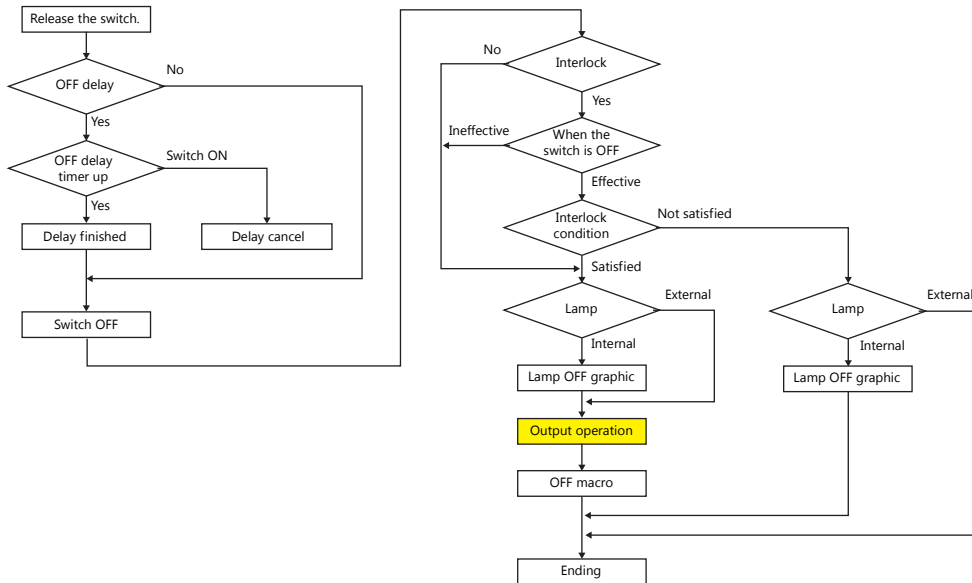 Release the switch.
OFF delay
No
Yes
OFF delay
timer up
Switch ON
Yes
Delay finished
Delay cancel
Switch OFF
No
Interlock
Yes
Ineffective
When the
switch is OFF
Effective
Interlock
condition
Not satisfied
Satisfied
Lamp
External
Internal
Lamp OFF graphic
Lamp
External
Internal
Lamp OFF graphic
Output operation
OFF macro
Ending